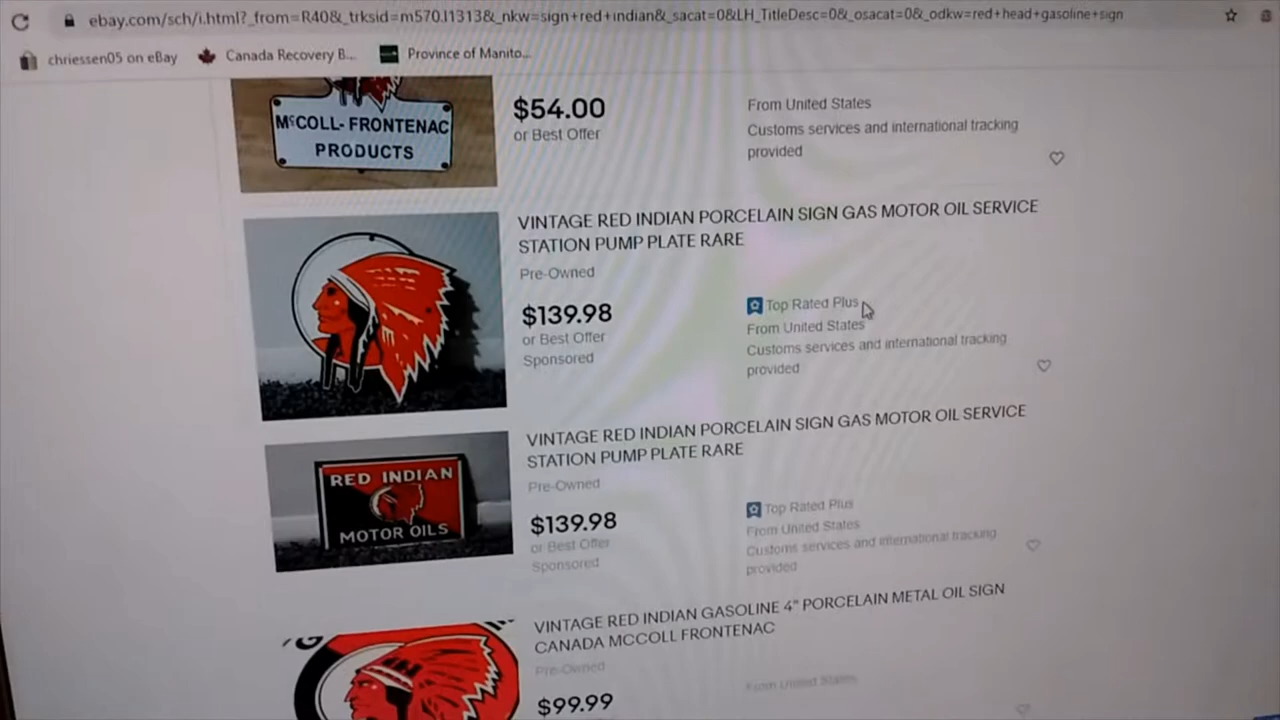 ebay.com/sch/i.html?_from=R40&_trksid=m570.l1313&_nkw=sign+red+indian&_sacat=0&LH_TitleDesc=0&_osacat=0&_odkw=red+head+gasoline+sign
chriessen05 on eBay
Canada Recovery B...
Province of Manito...
McCOLL-FRONTENAC
PRODUCTS
$54.00
or Best Offer
From United States
Customs services and international tracking
provided
VINTAGE RED INDIAN PORCELAIN SIGN GAS MOTOR OIL SERVICE
STATION PUMP PLATE RARE
Pre-Owned
$139.98
or Best Offer
Sponsored
Top Rated Plus
From United States
Customs services and international tracking
provided
RED INDIAN
MOTOR OILS
VINTAGE RED INDIAN PORCELAIN SIGN GAS MOTOR OIL SERVICE
STATION PUMP PLATE RARE
Pre-Owned
$139.98
or Best Offer
Sponsored
Top Rated Plus
From United States
Customs services and international tracking
provided
VINTAGE RED INDIAN GASOLINE 4" PORCELAIN METAL OIL SIGN
CANADA MCCOLL FRONTENAC
Pre-Owned
$99.99
From United States